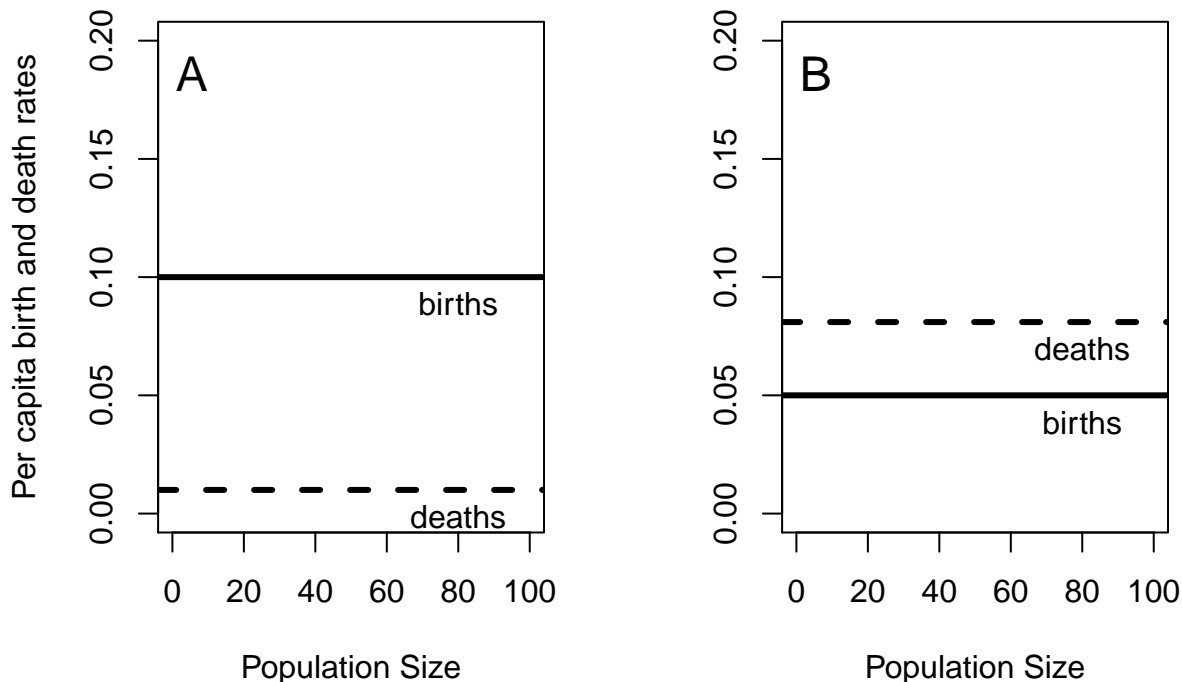 Per capita birth and death rates
A
0.20
0.15
0.10
0.05
0.00
births
deaths
0 20 40 60 80 100
Population Size
B
0.20
0.15
0.10
0.05
0.00
deaths
births
0 20 40 60 80 100
Population Size